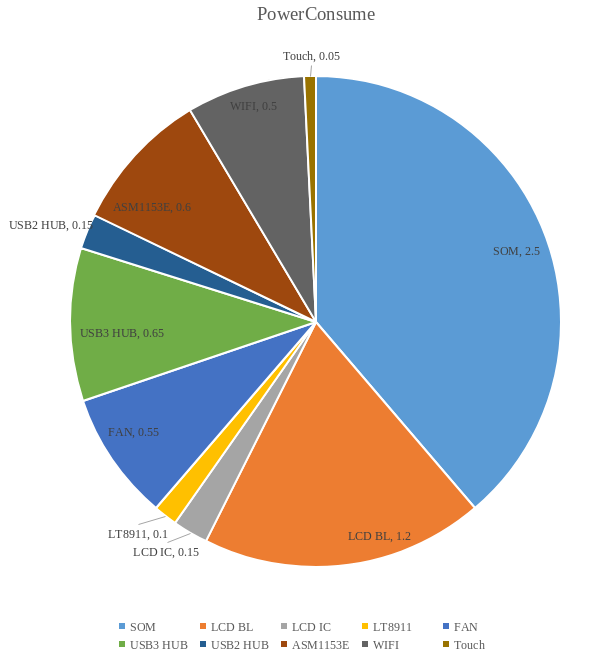 PowerConsume
Touch, 0.05
WIFI, 0.5
ASM1153E, 0.6
USB2 HUB, 0.15
SOM, 2.5
USB3 HUB, 0.65
FAN, 0.55
LT8911, 0.1
LCD BL, 1.2
LCD IC, 0.15
SOM LCD BL LCD IC LT8911 FAN
USB3 HUB USB2 HUB ASM1153E WIFI Touch